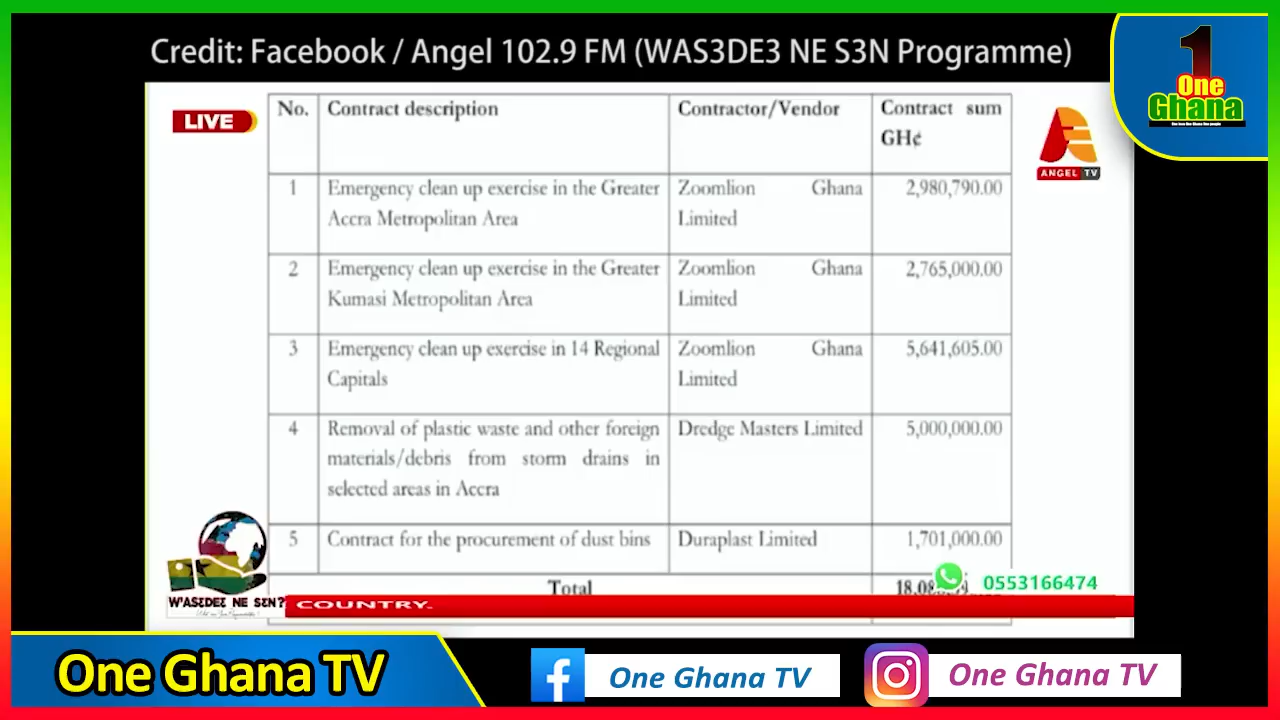 Credit: Facebook / Angel 102.9 FM (WAS3DE3 NE S3N Programme)
1
One
Ghana
LIVE
ANGEL TV
No. Contract description Contractor/Vendor Contract sum
GH¢
1 Emergency clean up exercise in the Greater Zoomlion Ghana 2,980,790.00
Accra Metropolitan Area Limited
2 Emergency clean up exercise in the Greater Zoomlion Ghana 2,765,000.00
Kumasi Metropolitan Area Limited
3 Emergency clean up exercise in 14 Regional Zoomlion Ghana 5,641,605.00
Capitals Limited
4 Removal of plastic waste and other foreign Dredge Masters Limited 5,000,000.00
materials/debris from storm drains in
selected areas in Accra
5 Contract for the procurement of dust bins Duraplast Limited 1,701,000.00
Total
0553166474
W'ASƐDEƐ NE SƐN?
COUNTRY.
One Ghana TV
One Ghana TV
One Ghana TV